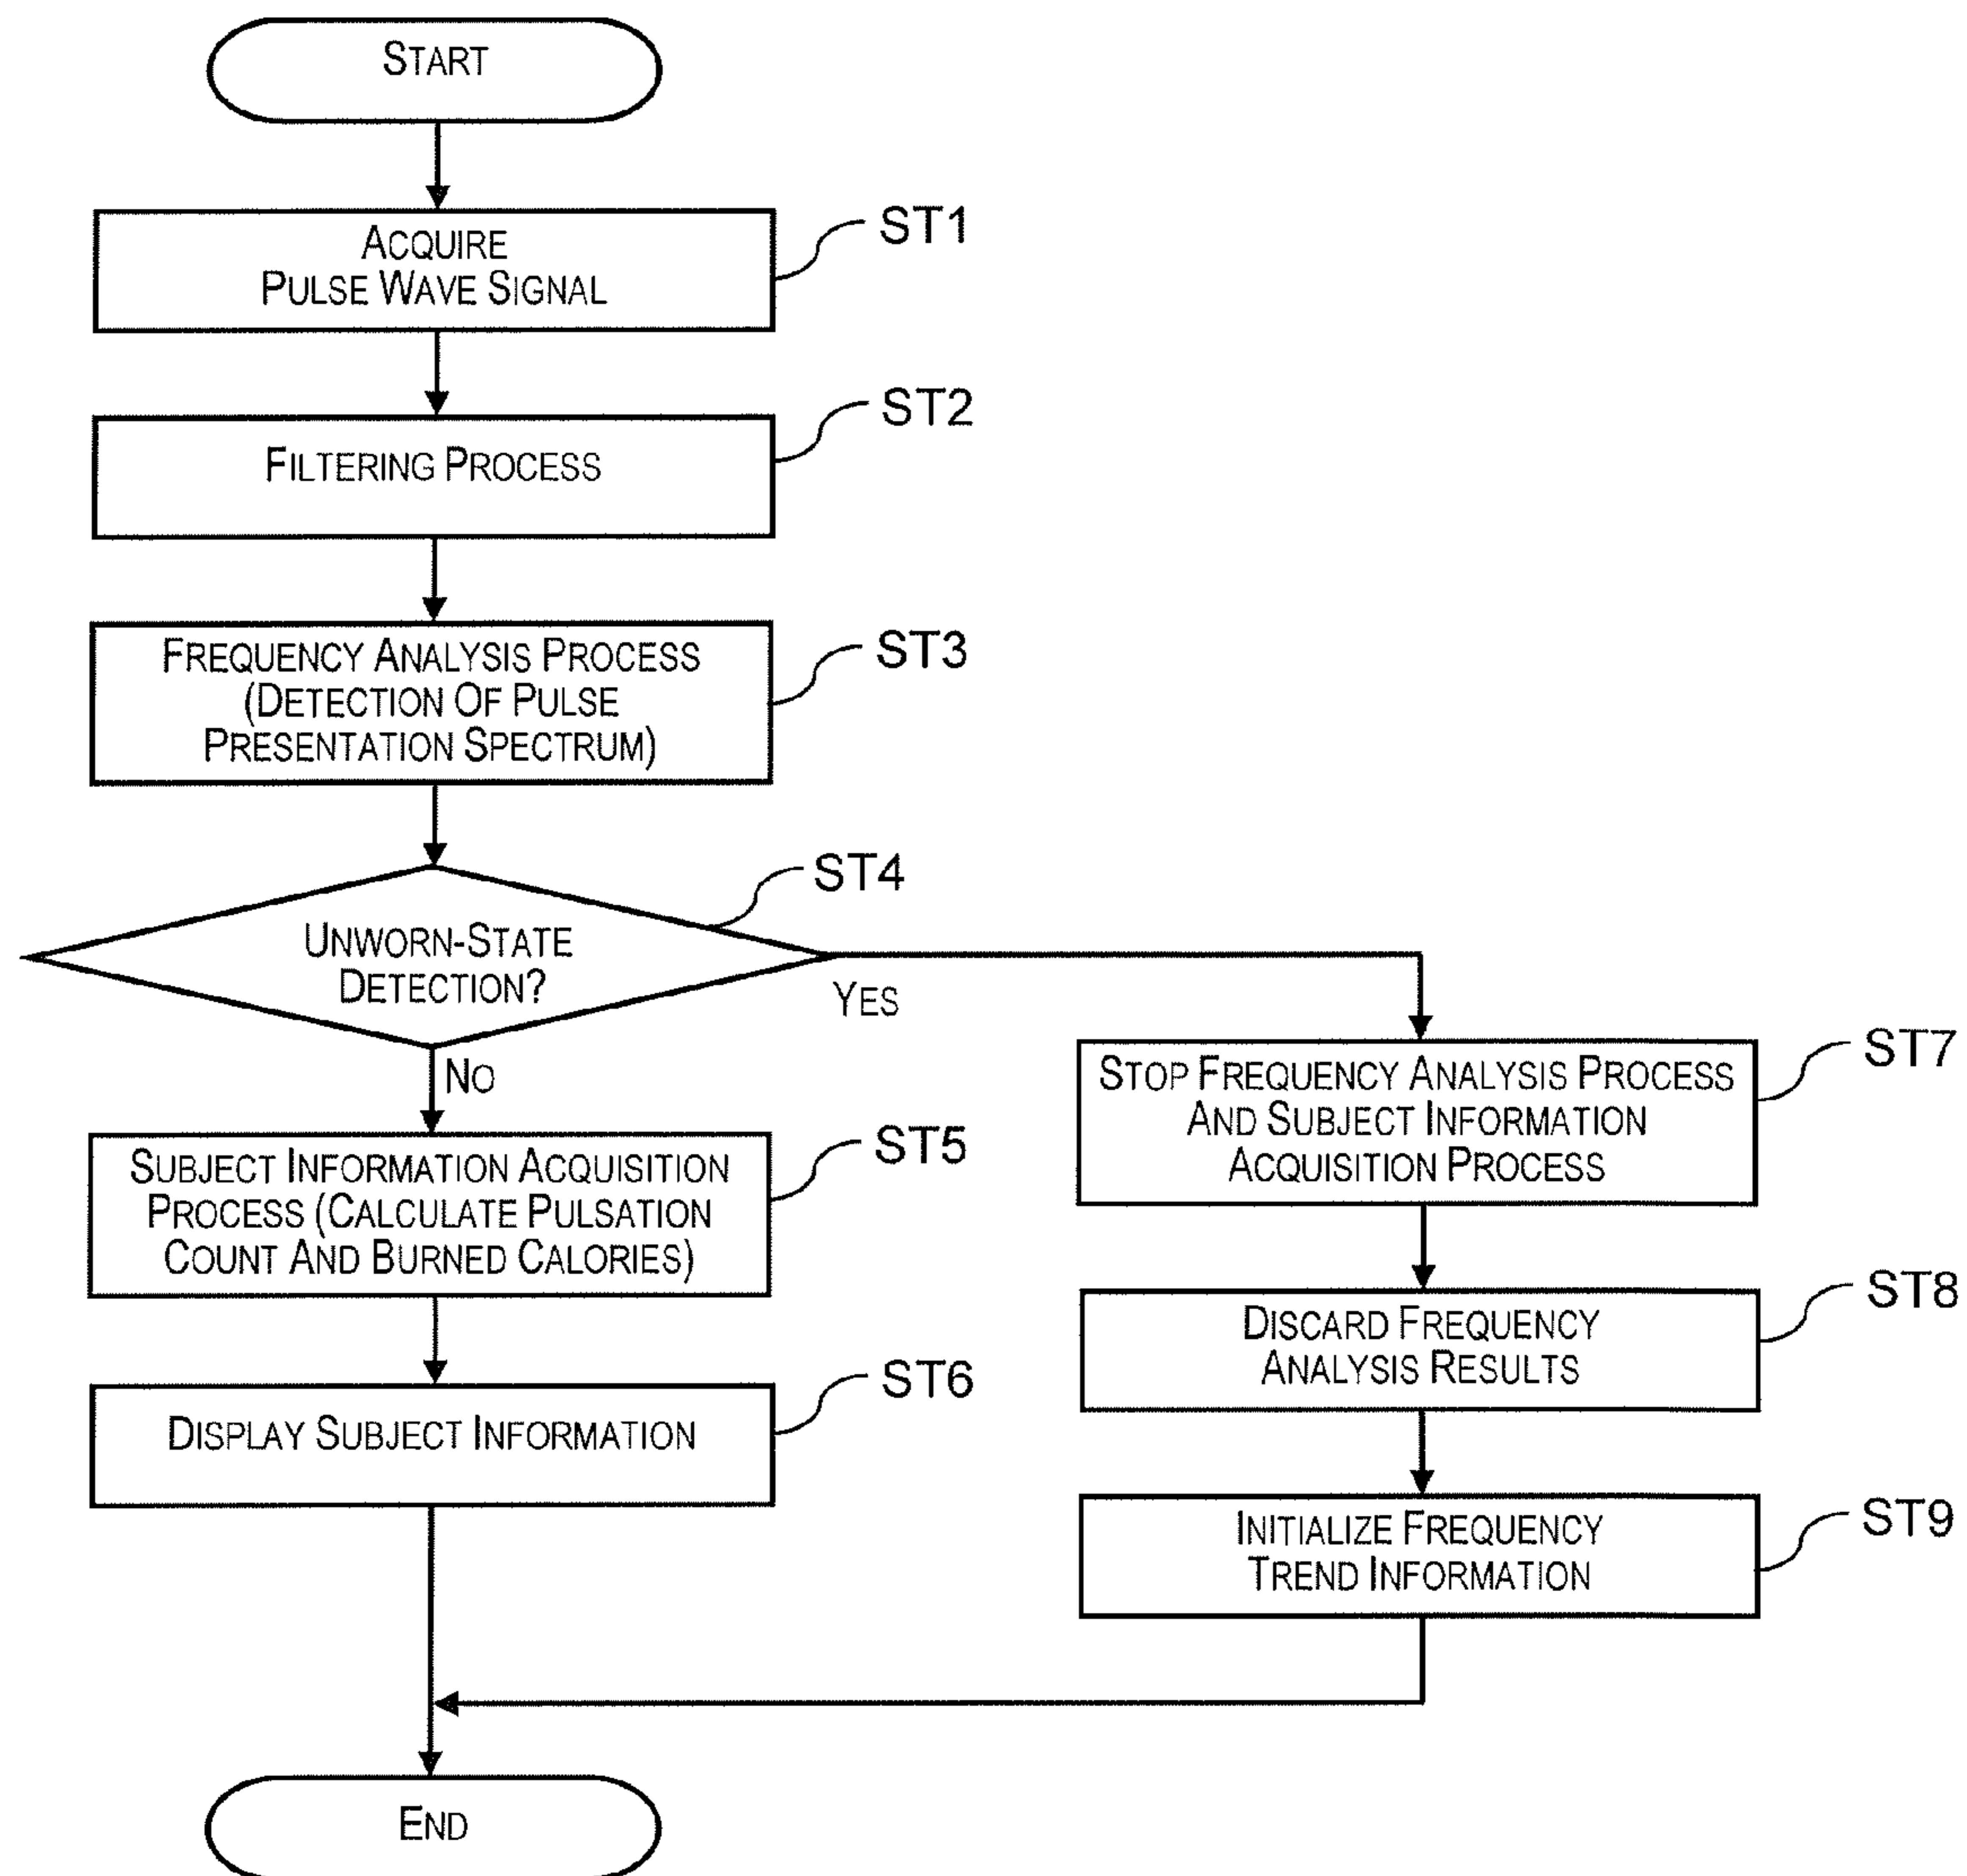 START
ACQUIRE
PULSE WAVE SIGNAL
ST1
FILTERING PROCESS
ST2
FREQUENCY ANALYSIS PROCESS
(DETECTION OF PULSE
PRESENTATION SPECTRUM)
ST3
UNWORN-STATE
DETECTION?
ST4
YES
NO
SUBJECT INFORMATION ACQUISITION
PROCESS (CALCULATE PULSATION
COUNT AND BURNED CALORIES)
ST5
DISPLAY SUBJECT INFORMATION
ST6
STOP FREQUENCY ANALYSIS PROCESS
AND SUBJECT INFORMATION
ACQUISITION PROCESS
ST7
DISCARD FREQUENCY
ANALYSIS RESULTS
ST8
INITIALIZE FREQUENCY
TREND INFORMATION
ST9
END